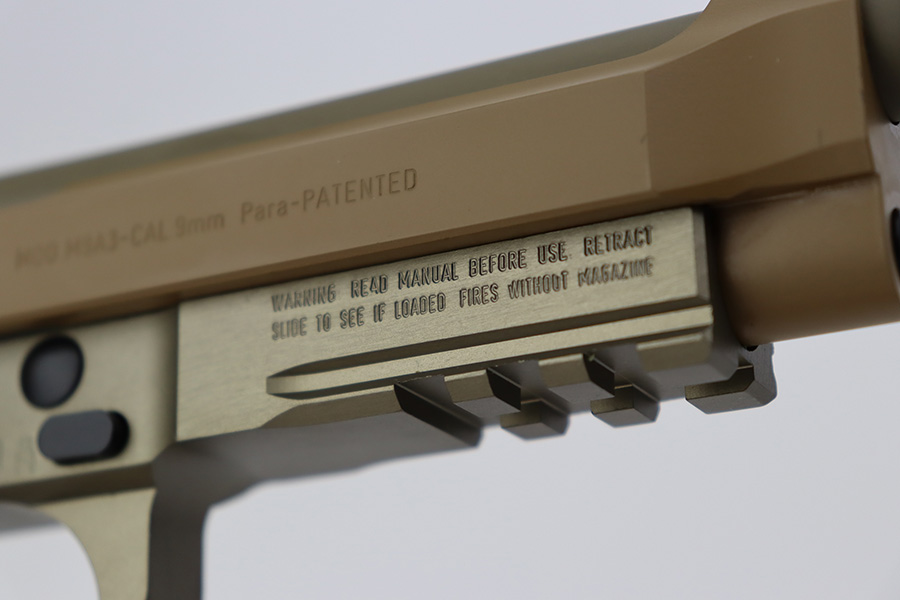 MOD M9A3-CAL 9mm Para-PATENTED
WARNING READ MANUAL BEFORE USE. RETRACT
SLIDE TO SEE IF LOADED FIRES WITHOUT MAGAZINE